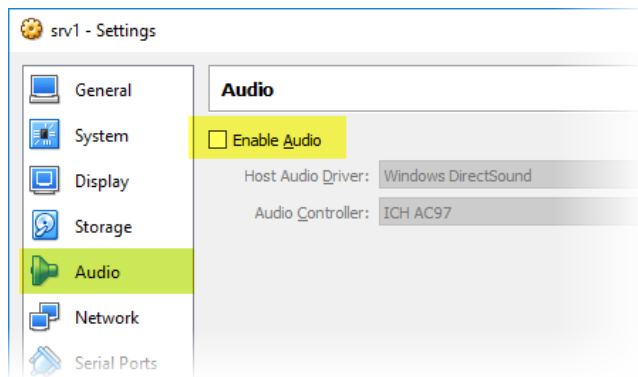 srv1 - Settings
General
System
Display
Storage
Audio
Network
Serial Ports
Audio
Enable Audio
Host Audio Driver: Windows DirectSound
Audio Controller: ICH AC97